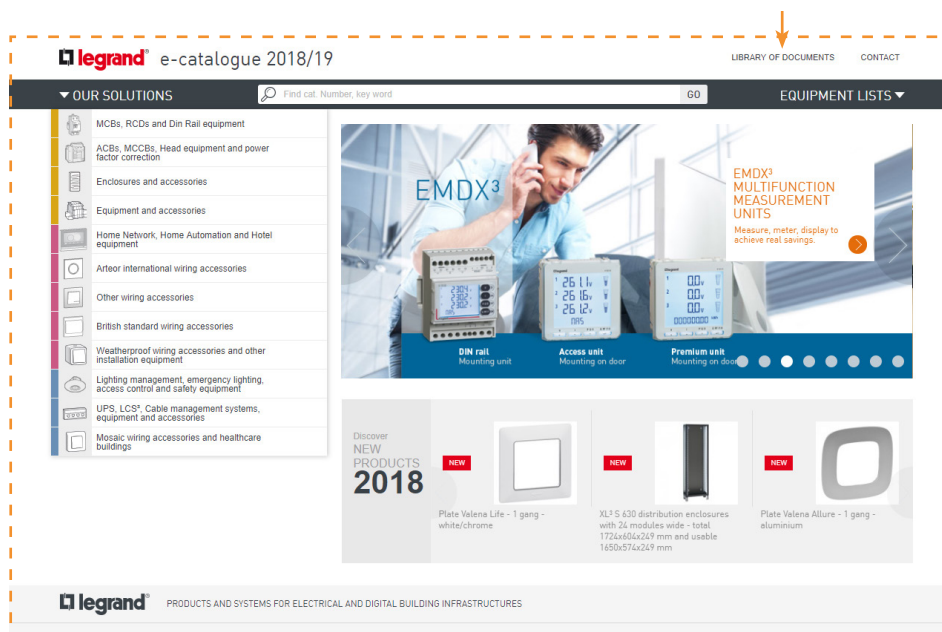 legrand® e-catalogue 2018/19
LIBRARY OF DOCUMENTS CONTACT
OUR SOLUTIONS
Find cat. Number, key word
GO
EQUIPMENT LISTS
MCBs, RCDs and Din Rail equipment
ACBs, MCCBs, Head equipment and power
factor correction
Enclosures and accessories
Equipment and accessories
Home Network, Home Automation and Hotel
equipment
Arteor international wiring accessories
Other wiring accessories
British standard wiring accessories
Weatherproof wiring accessories and other
installation equipment
Lighting management, emergency lighting,
access control and safety equipment
UPS, LCS³, Cable management systems,
equipment and accessories
Mosaic wiring accessories and healthcare
buildings
EMDX³
EMDX³
MULTIFUNCTION
MEASUREMENT
UNITS
Measure, meter, display to
achieve real savings.
DIN rail
Mounting unit
Access unit
Mounting on door
Premium unit
Mounting on door
Discover
NEW
PRODUCTS
2018
NEW
Plate Valena Life - 1 gang -
white/chrome
NEW
XL³ S 630 distribution enclosures
with 24 modules wide - total
1724x604x249 mm and usable
1650x574x249 mm
NEW
Plate Valena Allure - 1 gang -
aluminium
legrand® PRODUCTS AND SYSTEMS FOR ELECTRICAL AND DIGITAL BUILDING INFRASTRUCTURES